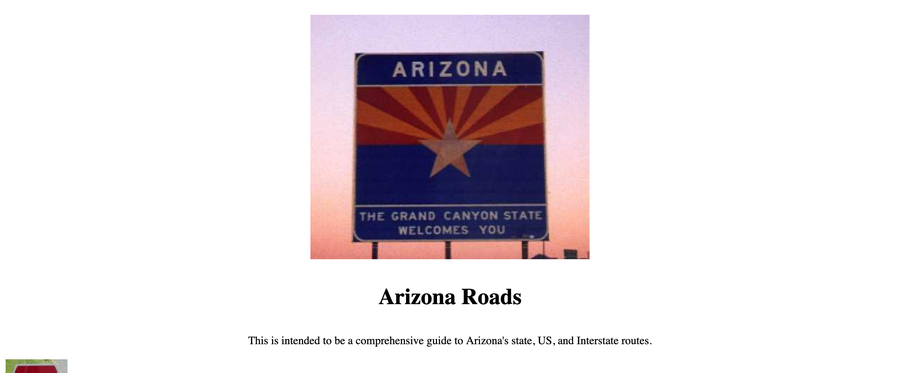 ARIZONA
THE GRAND CANYON STATE
WELCOMES YOU
Arizona Roads
This is intended to be a comprehensive guide to Arizona's state, US, and Interstate routes.